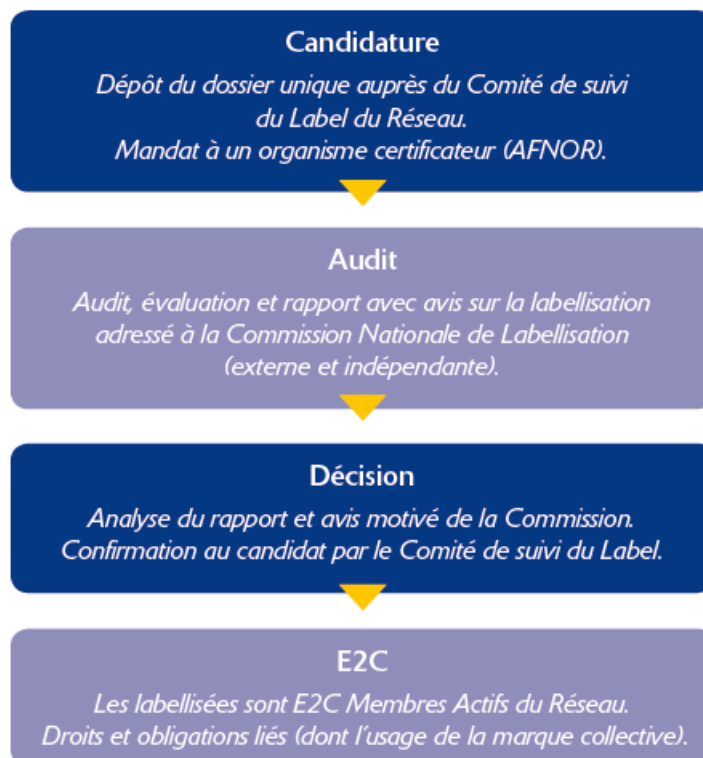 Candidature
Dépôt du dossier unique auprès du Comité de suivi
du Label du Réseau.
Mandat à un organisme certificateur (AFNOR).
Audit
Audit, évaluation et rapport avec avis sur la labellisation
adressé à la Commission Nationale de Labellisation
(externe et indépendante).
Décision
Analyse du rapport et avis motivé de la Commission.
Confirmation au candidat par le Comité de suivi du Label.
E2C
Les labellisées sont E2C Membres Actifs du Réseau.
Droits et obligations liés (dont l'usage de la marque collective).